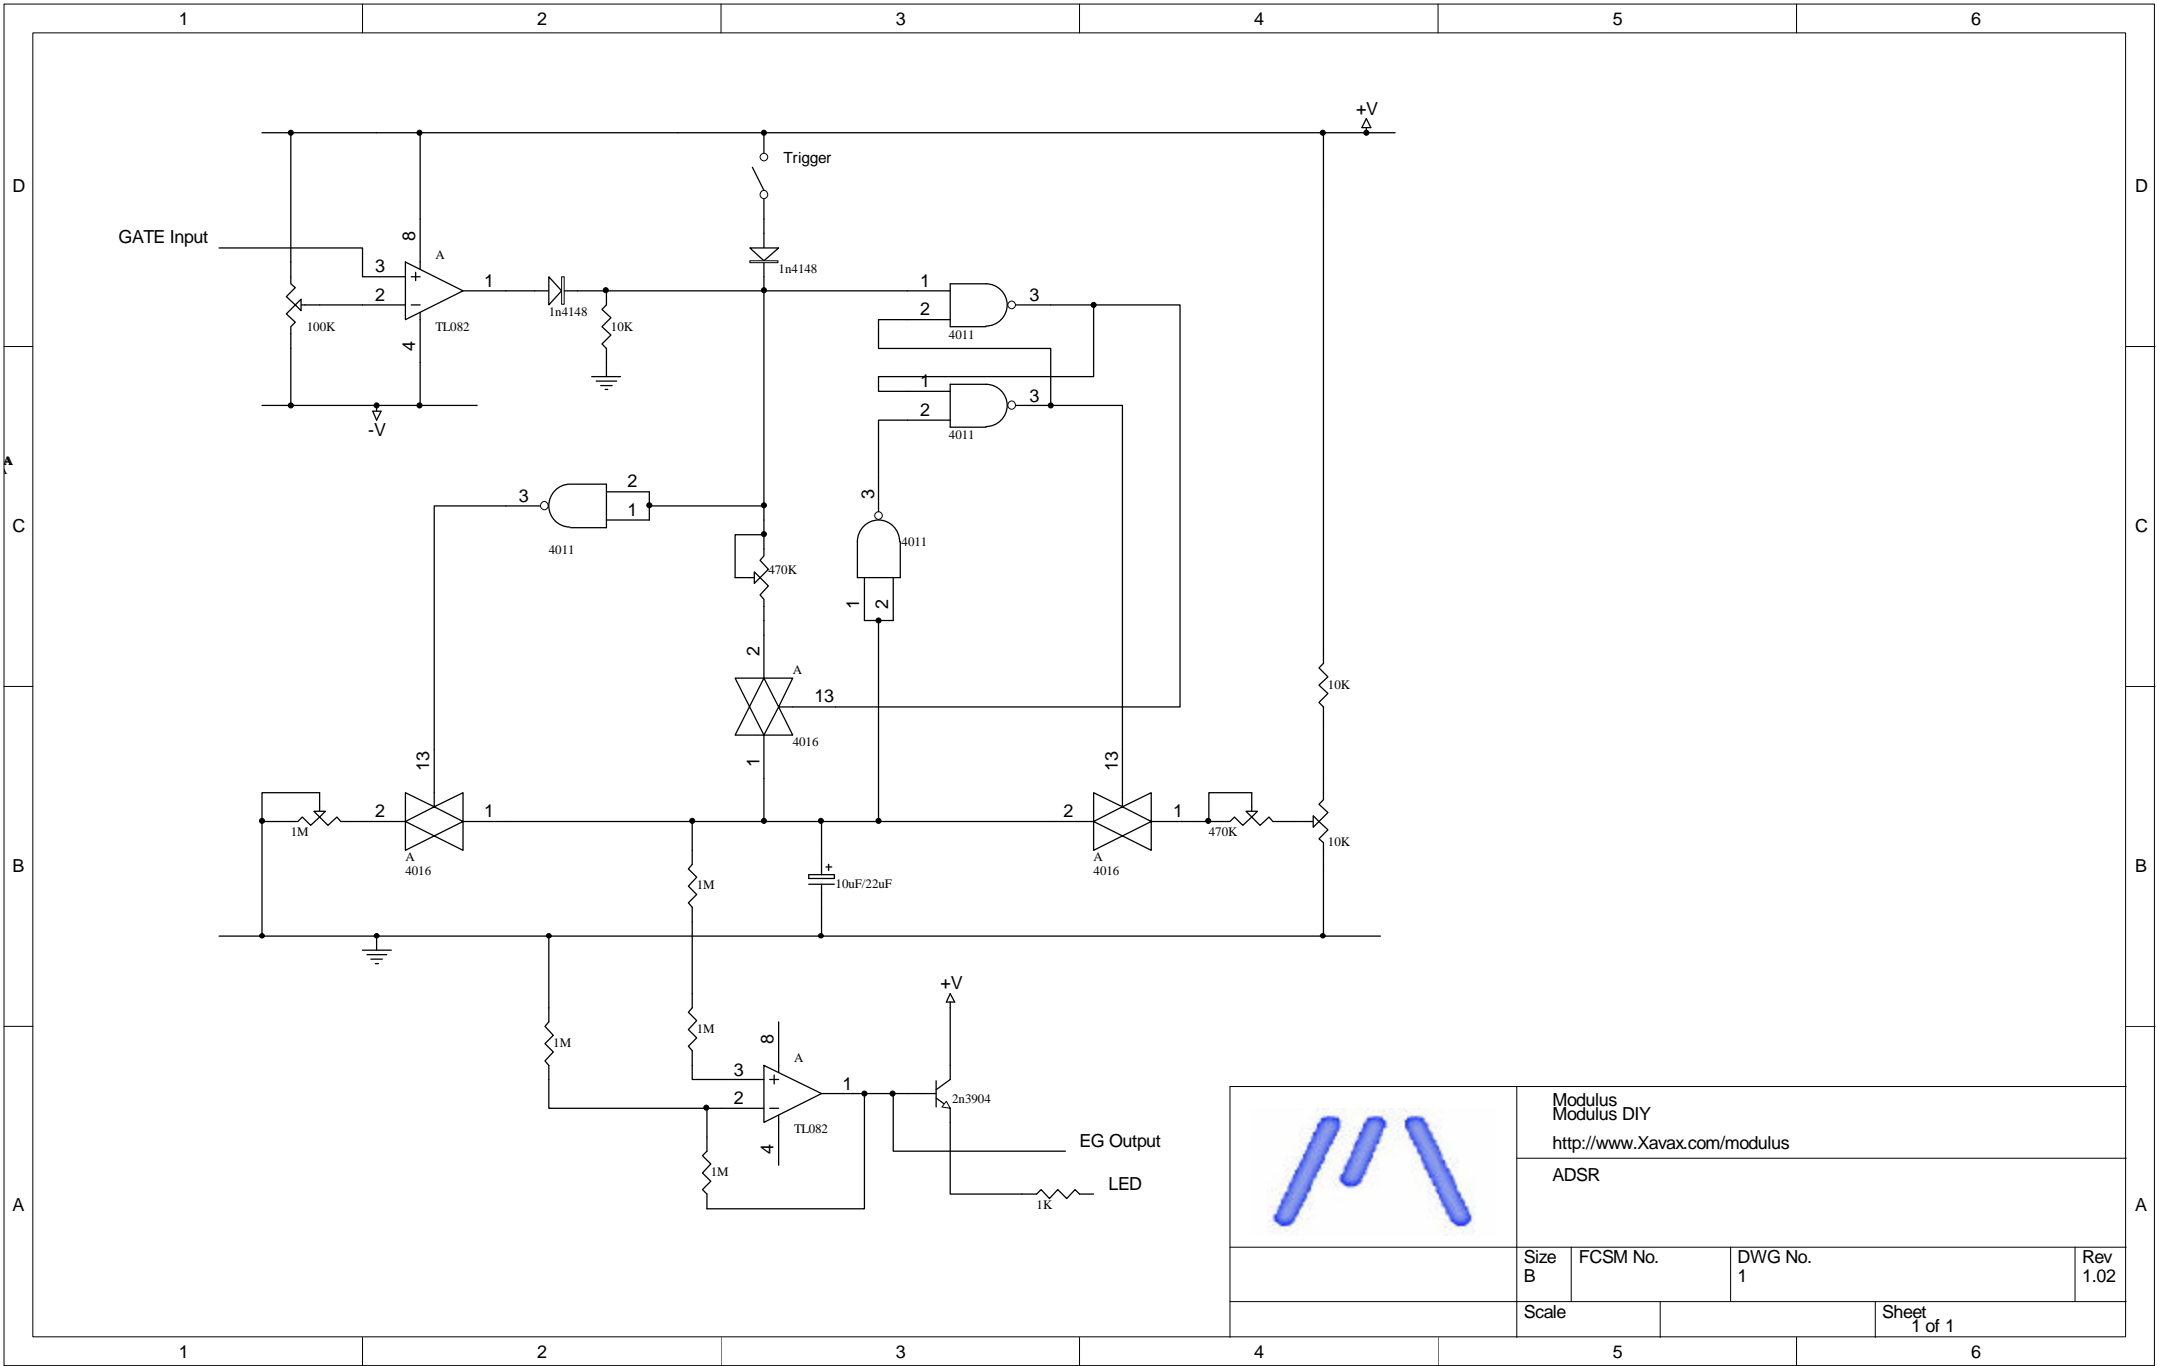 1 2 3 4 5 6
+V
Trigger
D D
GATE Input
8
A
3
+
1n4148
2
−
1
1
3
1n4148
2
100K
TL082
10K
4011
4
1
3
-V
2
4011
A
2
3
3
1
C C
4011
4011
470K
1
2
2
A
10K
13
4016
13
1
13
2
1
2
1
1M
470K
10K
A
4016
A
4016
B B
1M
+
10uF/22uF
+V
1M
1M
8
A
3
+
1
2n3904
2
−
TL082
4
EG Output
1M
LED
1K
A A
Modulus
Modulus DIY
http://www.Xavax.com/modulus
ADSR
Size FCSM No. DWG No. Rev
B 1 1.02
Scale Sheet
1 of 1
1 2 3 4 5 6